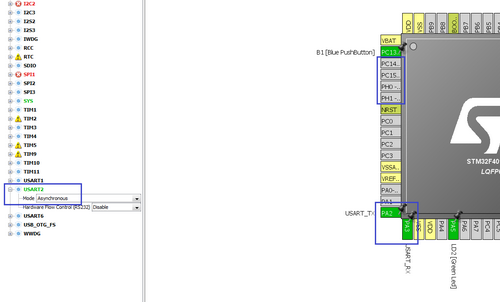 I2C2
I2C3
I2S2
I2S3
IWDG
RCC
RTC
SDIO
SPI1
SPI2
SPI3
SYS
TIM1
TIM2
TIM3
TIM4
TIM5
TIM9
TIM10
TIM11
USART1
USART2
Mode Asynchronous
Hardware Flow Control (RS232) Disable
USART6
USB_OTG_FS
WWDG
VDD
VSS
PB9
PB8
BOO..
PB7
PB6
VBAT
B1 [Blue PushButton]
PC13..
PC14..
PC15..
PH0 -..
PH1 -..
NRST
PC0
PC1
PC2
PC3
VSSA..
VREF..
PA0-..
PA1
USART_TX
PA2
STM32F40
LQFP
PA3
VSS
VDD
PA4
PA5
PA6
PA7
PC4
USART_RX
LD2 [Green Led]